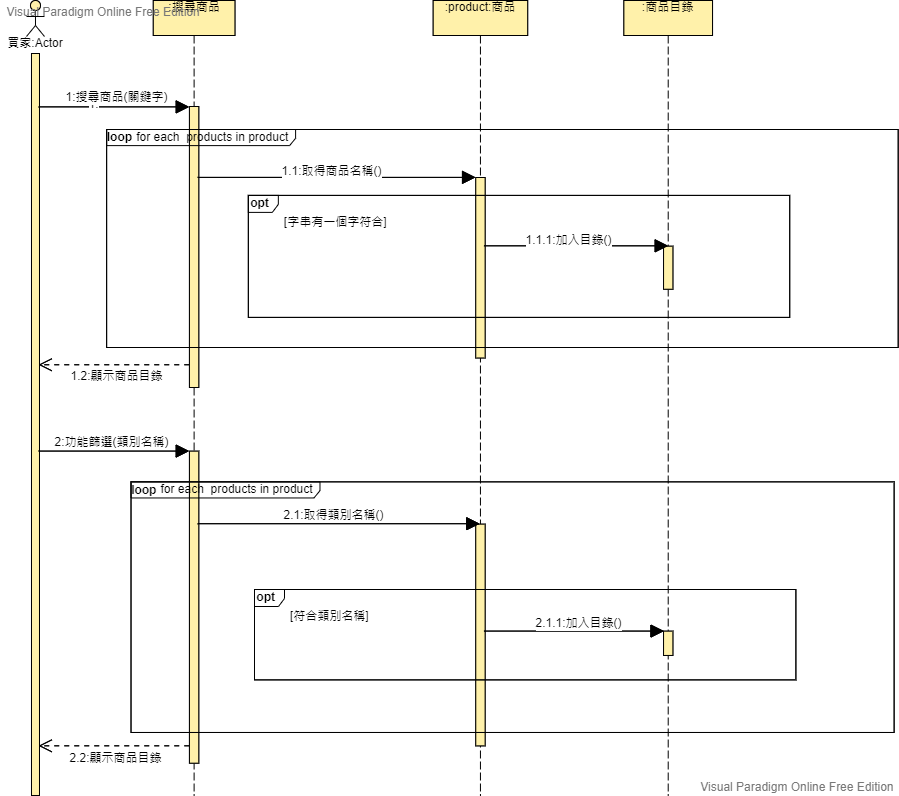 Visual Paradigm Online Free Edition
:搜尋商品
:product:商品
:商品目錄
買家:Actor
1:搜尋商品(關鍵字)
loop for each  products in product
1.1:取得商品名稱()
opt
[字串有一個字符合]
1.1.1:加入目錄()
1.2:顯示商品目錄
2:功能篩選(類別名稱)
loop for each  products in product
2.1:取得類別名稱()
opt
[符合類別名稱]
2.1.1:加入目錄()
2.2:顯示商品目錄
Visual Paradigm Online Free Edition